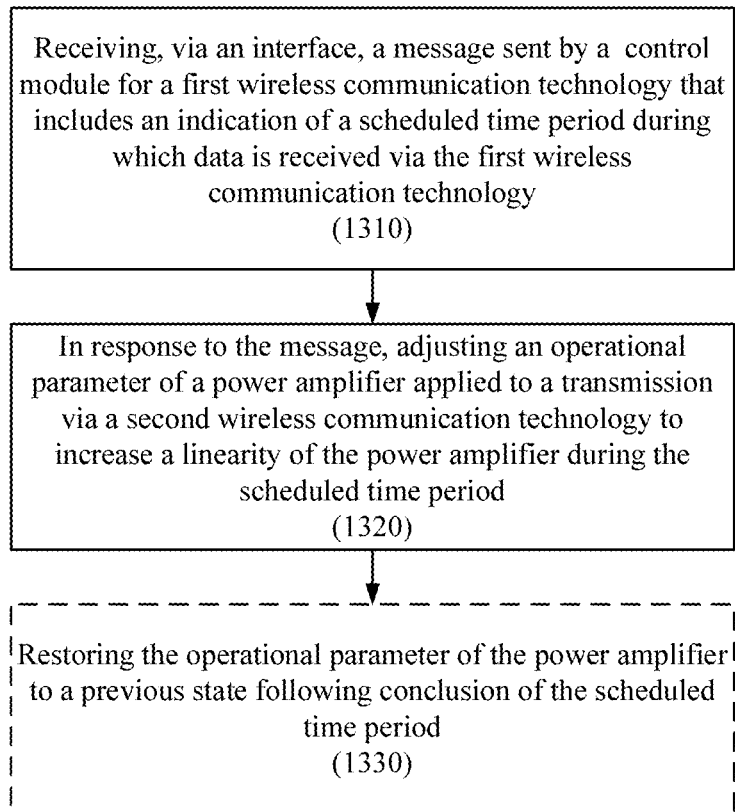 Receiving, via an interface, a message sent by a control
module for a first wireless communication technology that
includes an indication of a scheduled time period during
which data is received via the first wireless
communication technology
(1310)
In response to the message, adjusting an operational
parameter of a power amplifier applied to a transmission
via a second wireless communication technology to
increase a linearity of the power amplifier during the
scheduled time period
(1320)
Restoring the operational parameter of the power amplifier
to a previous state following conclusion of the scheduled
time period
(1330)